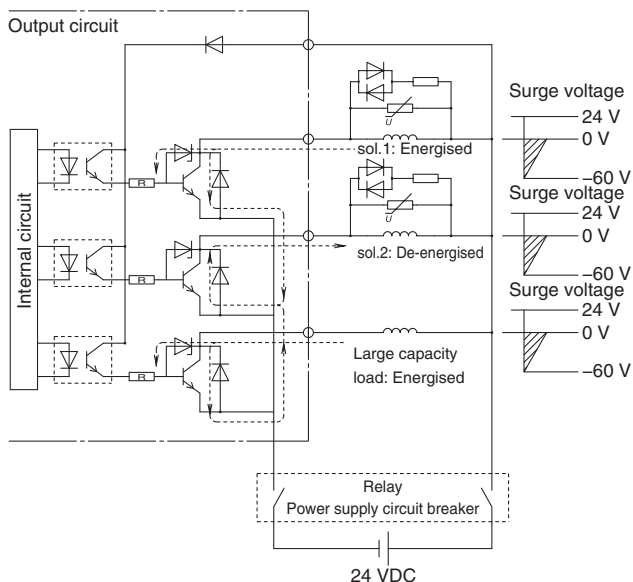 Output circuit
Internal circuit
R
R
R
U
sol.1: Energised
U
sol.2: De-energised
Large capacity
load: Energised
Surge voltage
24 V
0 V
–60 V
Surge voltage
24 V
0 V
–60 V
Surge voltage
24 V
0 V
–60 V
Relay
Power supply circuit breaker
24 VDC